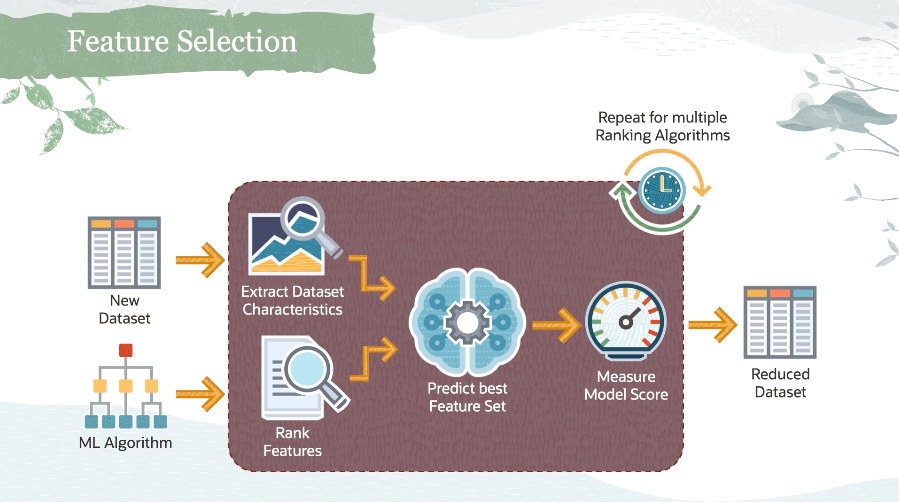 Feature Selection
Repeat for multiple
Ranking Algorithms
New
Dataset
ML Algorithm
Extract Dataset
Characteristics
Rank
Features
Predict best
Feature Set
Measure
Model Score
Reduced
Dataset